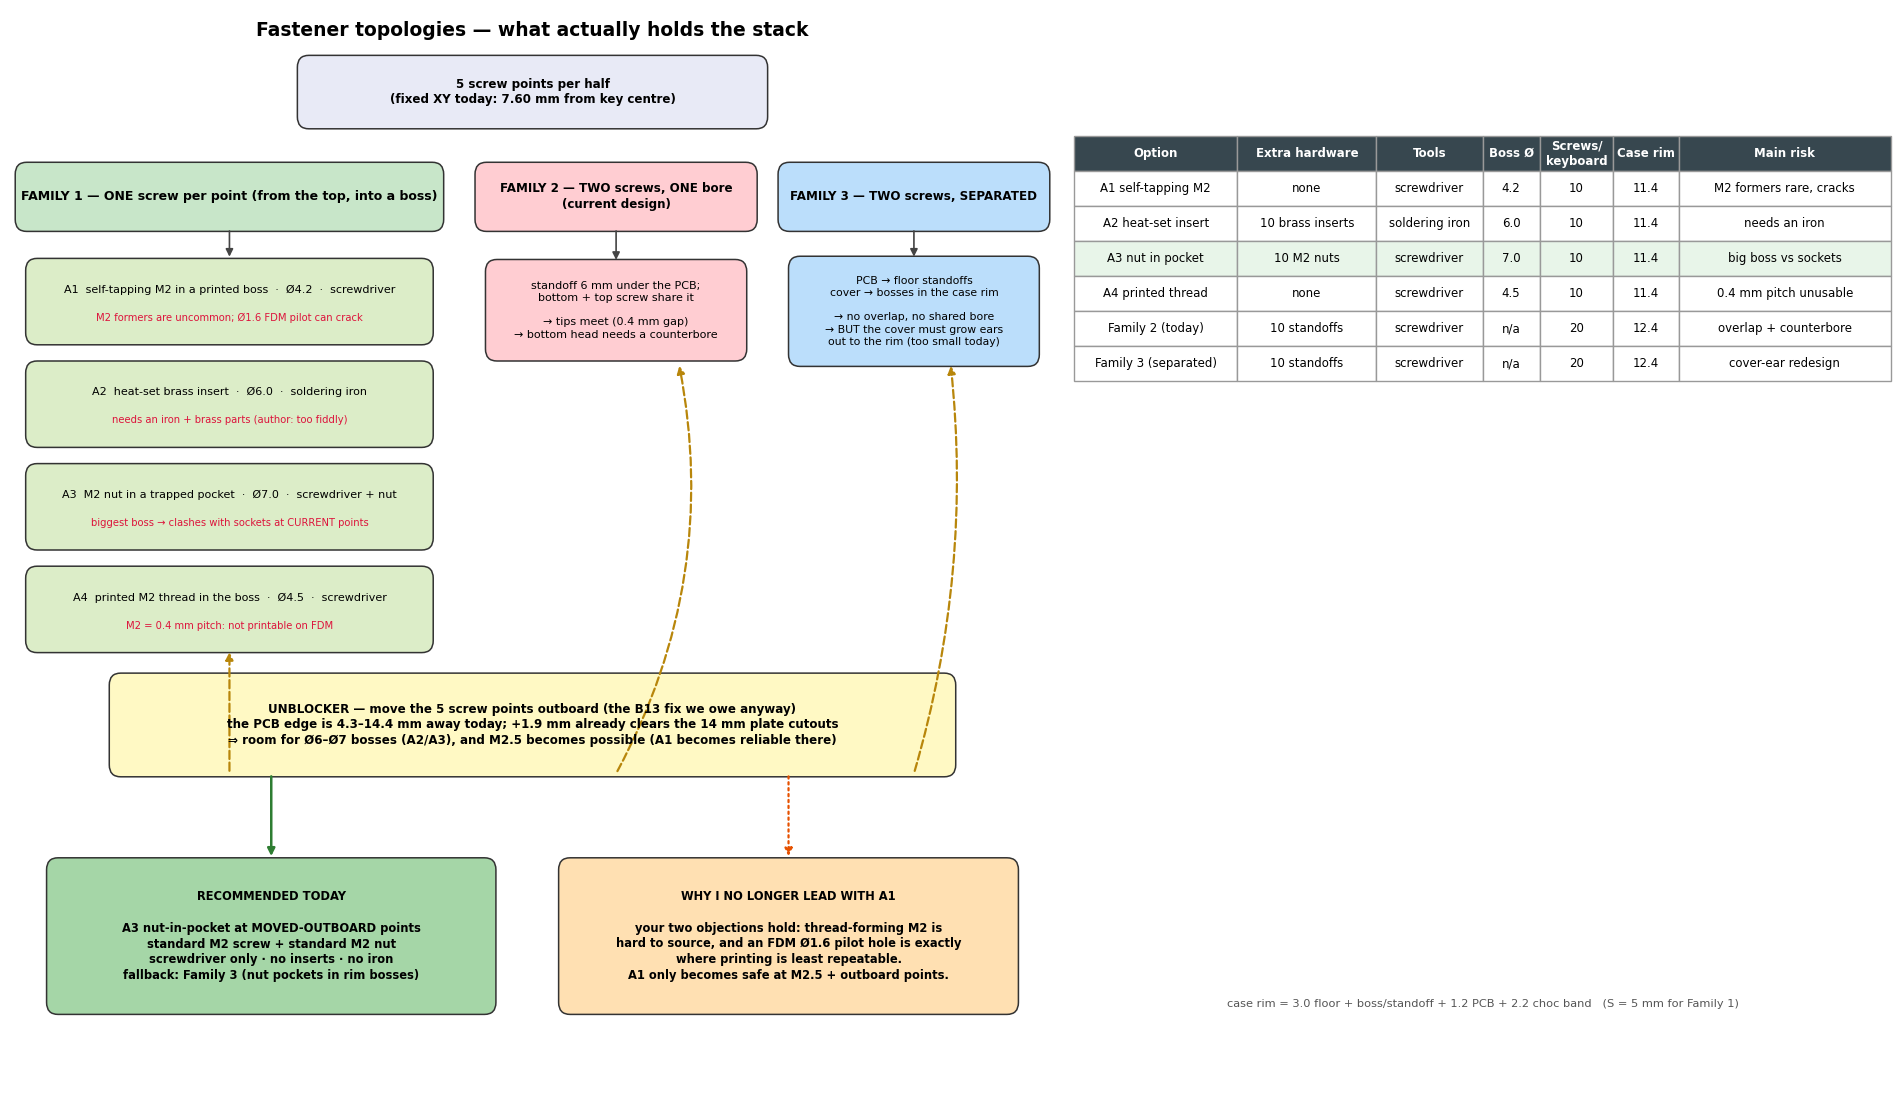 Fastener topologies — what actually holds the stack
5 screw points per half
(fixed XY today: 7.60 mm from key centre)
FAMILY 1 — ONE screw per point (from the top, into a boss)
A1  self-tapping M2 in a printed boss  ·  Ø4.2  ·  screwdriver
M2 formers are uncommon; Ø1.6 FDM pilot can crack
A2  heat-set brass insert  ·  Ø6.0  ·  soldering iron
needs an iron + brass parts (author: too fiddly)
A3  M2 nut in a trapped pocket  ·  Ø7.0  ·  screwdriver + nut
biggest boss → clashes with sockets at CURRENT points
A4  printed M2 thread in the boss  ·  Ø4.5  ·  screwdriver
M2 = 0.4 mm pitch: not printable on FDM
FAMILY 2 — TWO screws, ONE bore
(current design)
standoff 6 mm under the PCB;
bottom + top screw share it
→ tips meet (0.4 mm gap)
→ bottom head needs a counterbore
FAMILY 3 — TWO screws, SEPARATED
PCB → floor standoffs
cover → bosses in the case rim
→ no overlap, no shared bore
→ BUT the cover must grow ears
out to the rim (too small today)
UNBLOCKER — move the 5 screw points outboard (the B13 fix we owe anyway)
the PCB edge is 4.3–14.4 mm away today; +1.9 mm already clears the 14 mm plate cutouts
⇒ room for Ø6–Ø7 bosses (A2/A3), and M2.5 becomes possible (A1 becomes reliable there)
RECOMMENDED TODAY
A3 nut-in-pocket at MOVED-OUTBOARD points
standard M2 screw + standard M2 nut
screwdriver only · no inserts · no iron
fallback: Family 3 (nut pockets in rim bosses)
WHY I NO LONGER LEAD WITH A1
your two objections hold: thread-forming M2 is
hard to source, and an FDM Ø1.6 pilot hole is exactly
where printing is least repeatable.
A1 only becomes safe at M2.5 + outboard points.
Option Extra hardware Tools Boss Ø Screws/ keyboard Case rim Main risk
A1 self-tapping M2 none screwdriver 4.2 10 11.4 M2 formers rare, cracks
A2 heat-set insert 10 brass inserts soldering iron 6.0 10 11.4 needs an iron
A3 nut in pocket 10 M2 nuts screwdriver 7.0 10 11.4 big boss vs sockets
A4 printed thread none screwdriver 4.5 10 11.4 0.4 mm pitch unusable
Family 2 (today) 10 standoffs screwdriver n/a 20 12.4 overlap + counterbore
Family 3 (separated) 10 standoffs screwdriver n/a 20 12.4 cover-ear redesign
case rim = 3.0 floor + boss/standoff + 1.2 PCB + 2.2 choc band   (S = 5 mm for Family 1)